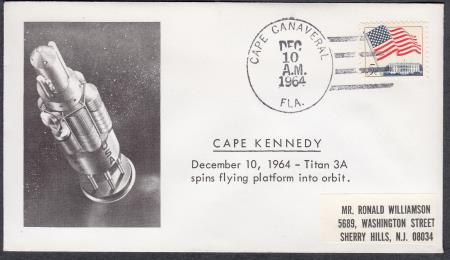 CAPE CANAVERAL
DEC
10
A.M.
1964
FLA.
5c
CAPE KENNEDY
December 10, 1964 - Titan 3A
spins flying platform into orbit.
MR. RONALD WILLIAMSON
5689, WASHINGTON STREET
SHERRY HILLS, N.J. 08034